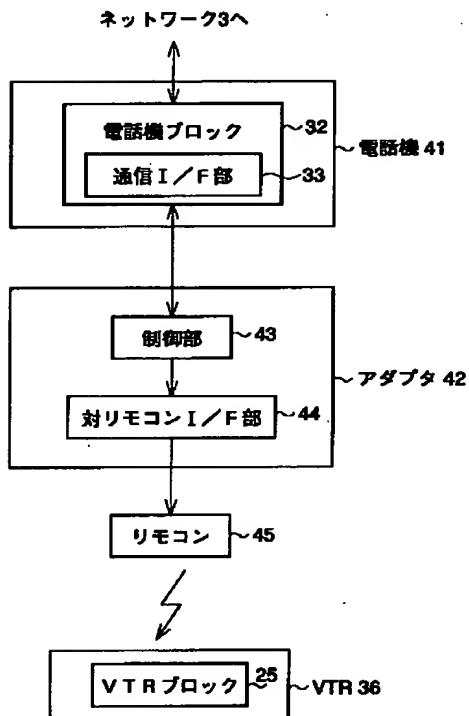 ネットワーク3へ
電話機ブロック
32
通信I/F部
33
電話機 41
制御部
43
対リモコンI/F部
44
アダプタ 42
リモコン
45
VTRブロック
25
VTR 36